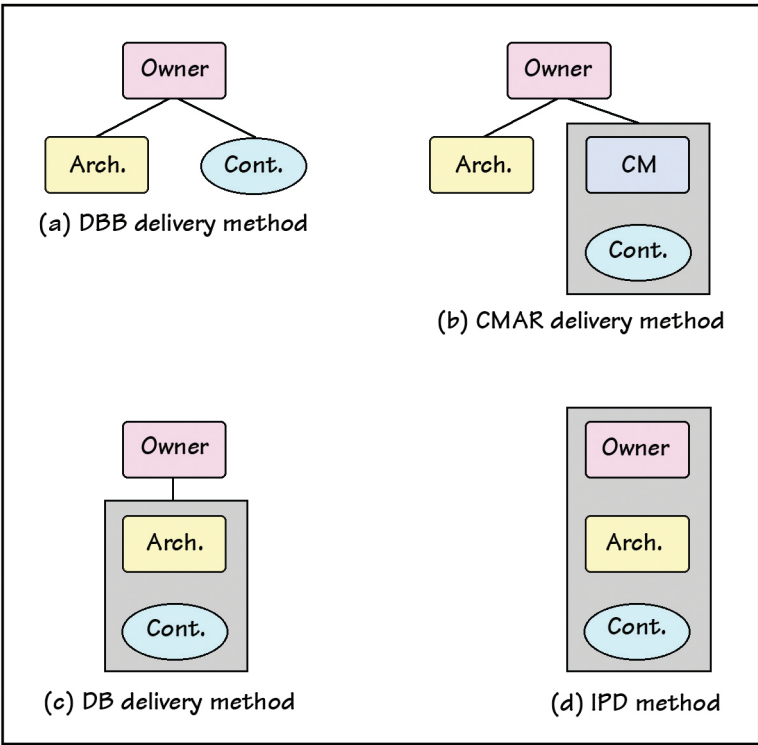 Owner
Arch.
Cont.
(a) DBB delivery method
Owner
Arch.
CM
Cont.
(b) CMAR delivery method
Owner
Arch.
Cont.
(c) DB delivery method
Owner
Arch.
Cont.
(d) IPD method